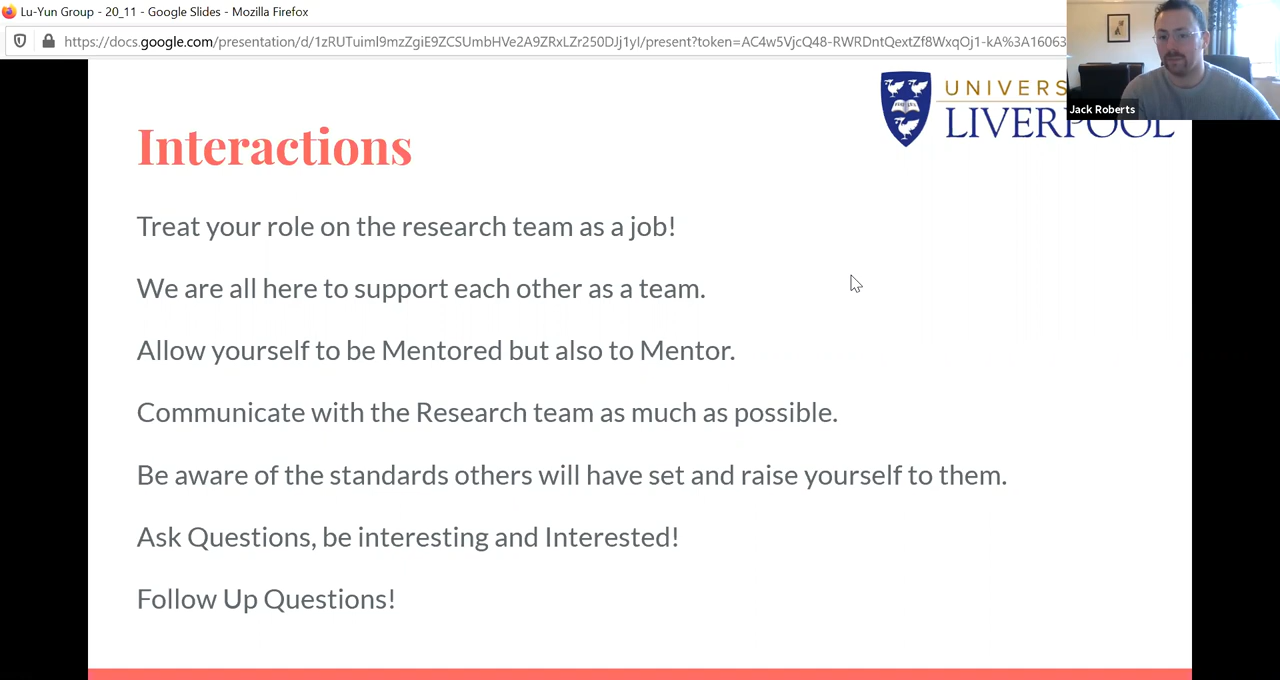 Lu-Yun Group - 20_11 - Google Slides - Mozilla Firefox
https://docs.google.com/presentation/d/1zRUTuimI9mzZgiE9ZCSUmbHVe2A9ZRxLZr250DJj1yI/present?token=AC4w5VjcQ48-RWRDntQextZf8WxqOj1-kA%3A16063
Jack Roberts
UNIVERS
LIVERPOOL
Interactions
Treat your role on the research team as a job!
We are all here to support each other as a team.
Allow yourself to be Mentored but also to Mentor.
Communicate with the Research team as much as possible.
Be aware of the standards others will have set and raise yourself to them.
Ask Questions, be interesting and Interested!
Follow Up Questions!